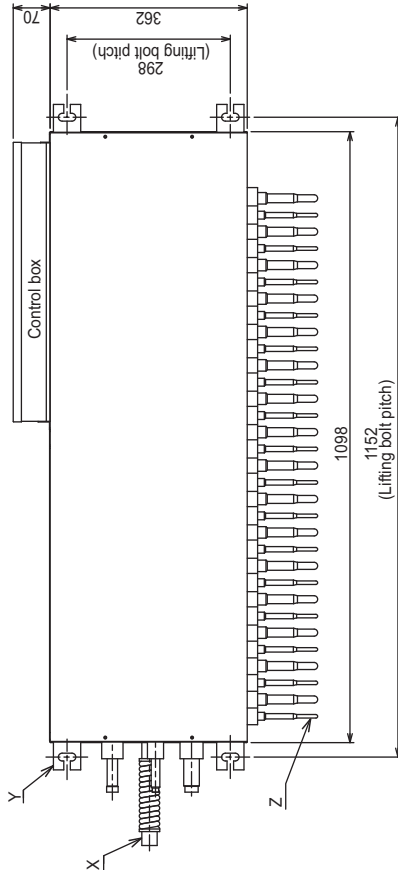 70
362
298
(Lifting bolt pitch)
Control box
1098
1152
(Lifting bolt pitch)
Y
X
Z